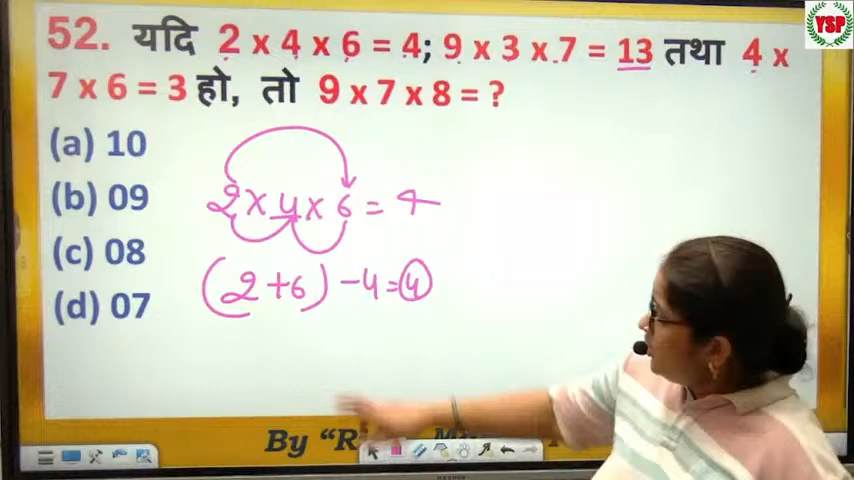 52. यदि 2 x 4 x 6 = 4; 9 x 3 x 7 = 13 तथा 4 x
7 x 6 = 3 हो, तो 9 x 7 x 8 = ?
(a) 10
(b) 09
(c) 08
(d) 07
2 x 4 x 6 = 4
(2 + 6) - 4 = 4
By
YSP